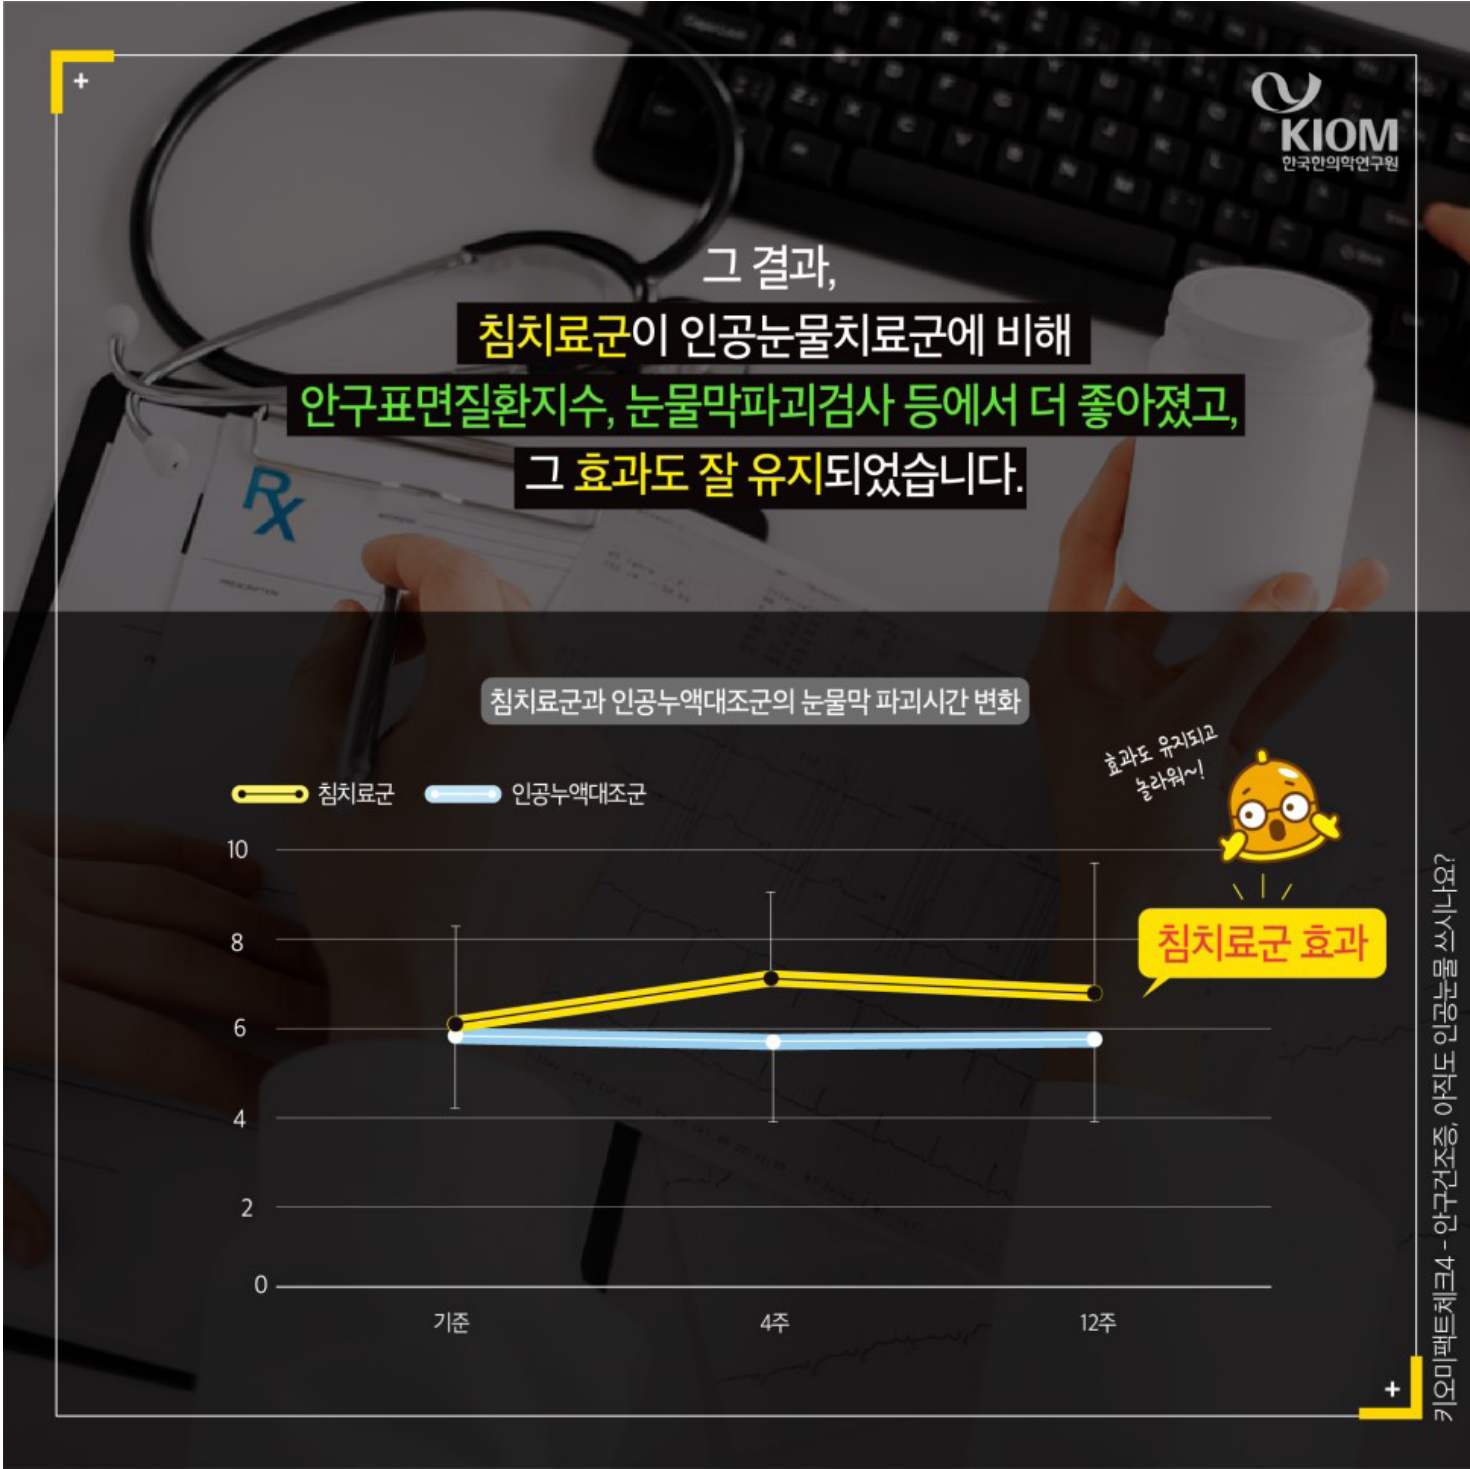 KIOM
한국한의학연구원
그 결과,
침치료군이 인공눈물치료군에 비해
안구표면질환지수, 눈물막파괴검사 등에서 더 좋아졌고,
그 효과도 잘 유지되었습니다.
RX
PRESCRIPTION
침치료군과 인공누액대조군의 눈물막 파괴시간 변화
효과도 유지되고
놀라워~!
침치료군
인공누액대조군
침치료군 효과
10
8
6
4
2
0
기준
4주
12주
키오미팩트체크4 - 안구건조증, 아직도 인공눈물 쓰시나요?